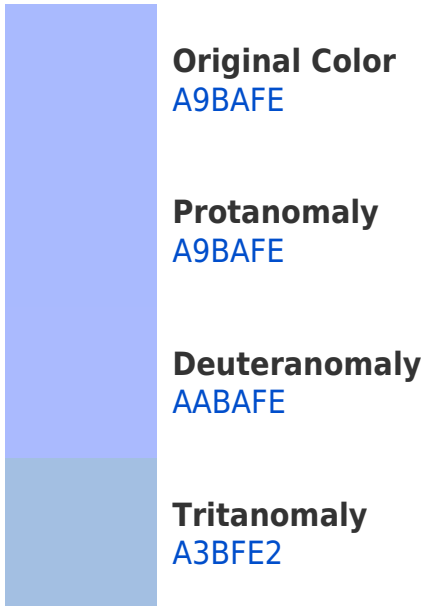 Original Color
A9BAFE
Protanomaly
A9BAFE
Deuteranomaly
AABAFE
Tritanomaly
A3BFE2